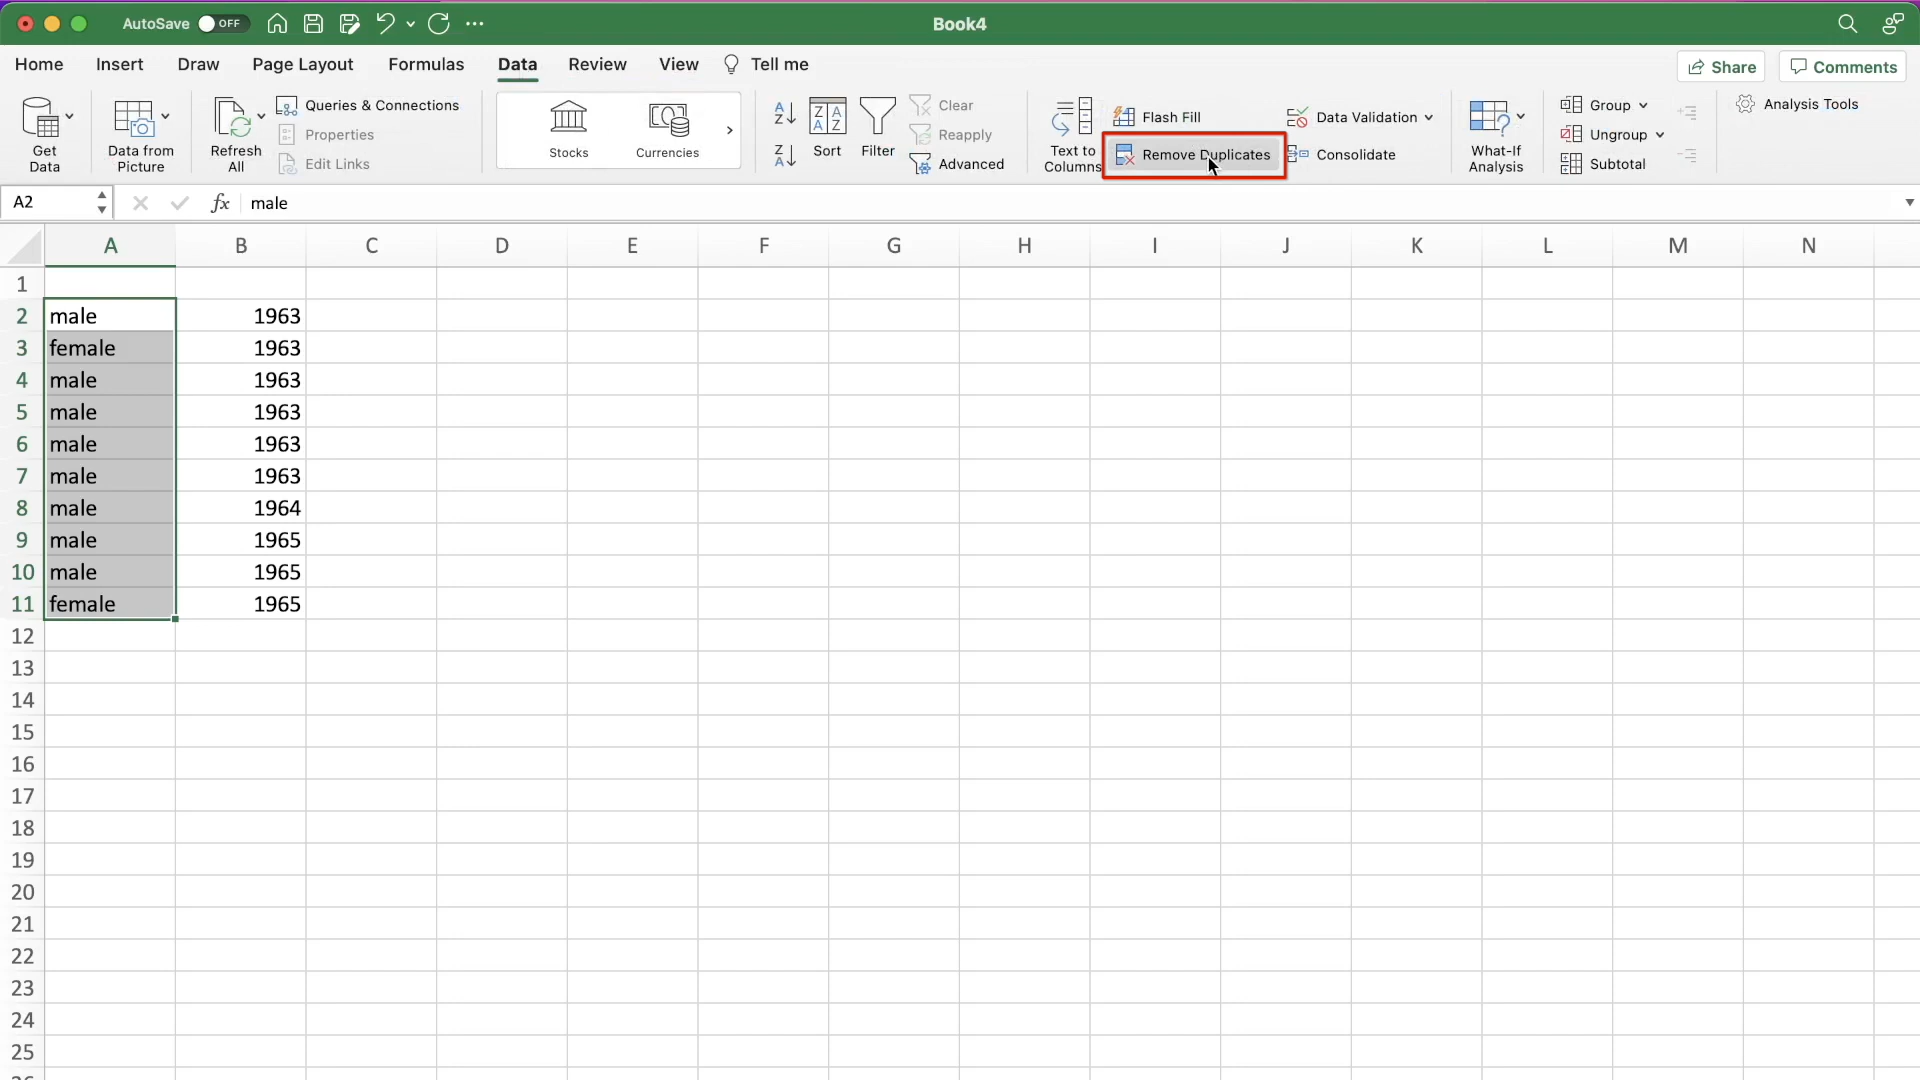 AutoSave OFF Book4
Home Insert Draw Page Layout Formulas Data Review View Tell me Share Comments
Get Data
Data from Picture
Refresh All
Queries & Connections
Properties
Edit Links
Stocks
Currencies
Sort
Filter
Clear
Reapply
Advanced
Text to Columns
Flash Fill
Remove Duplicates
Data Validation
Consolidate
What-If Analysis
Group
Ungroup
Subtotal
Analysis Tools
A2 fx male
A B C D E F G H I J K L M N
1
2 male 1963
3 female 1963
4 male 1963
5 male 1963
6 male 1963
7 male 1963
8 male 1964
9 male 1965
10 male 1965
11 female 1965
12
13
14
15
16
17
18
19
20
21
22
23
24
25